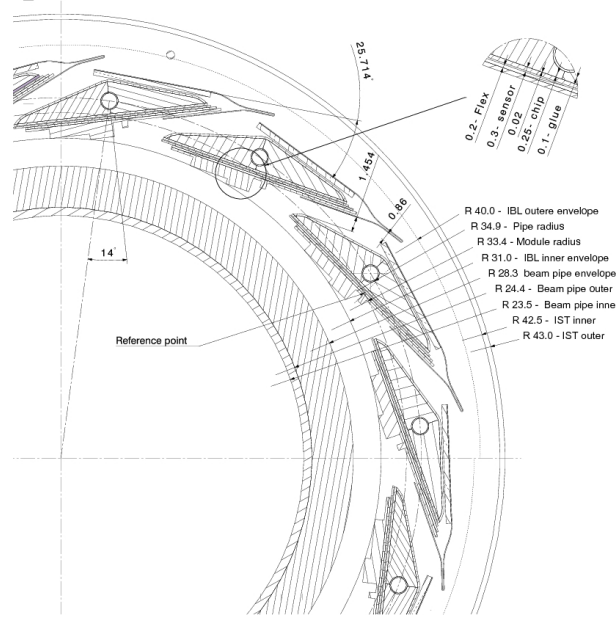 25.714°
0.2- Flex
0.3- sensor
0.02
0.25- chip
0.1- glue
1.454
0.86
R 40.0 - IBL outere envelope
R 34.9 - Pipe radius
R 33.4 - Module radius
R 31.0 - IBL inner envelope
R 28.3 beam pipe envelope
R 24.4 - Beam pipe outer
R 23.5 - Beam pipe inne
R 42.5 - IST inner
R 43.0 - IST outer
14°
Reference point